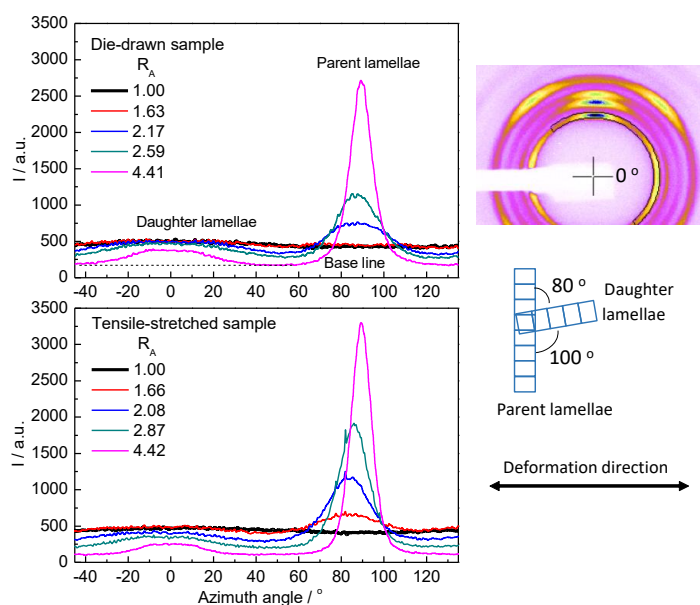 3500
3000
2500
2000
1500
1000
500
0
I / a.u.
Die-drawn sample
R_A
1.00
1.63
2.17
2.59
4.41
Parent lamellae
Daughter lamellae
Base line
-40 -20 0 20 40 60 80 100 120
3500
3000
2500
2000
1500
1000
500
0
I / a.u.
Tensile-stretched sample
R_A
1.00
1.66
2.08
2.87
4.42
-40 -20 0 20 40 60 80 100 120
Azimuth angle / °
0 °
80 °
Daughter
lamellae
100 °
Parent lamellae
Deformation direction